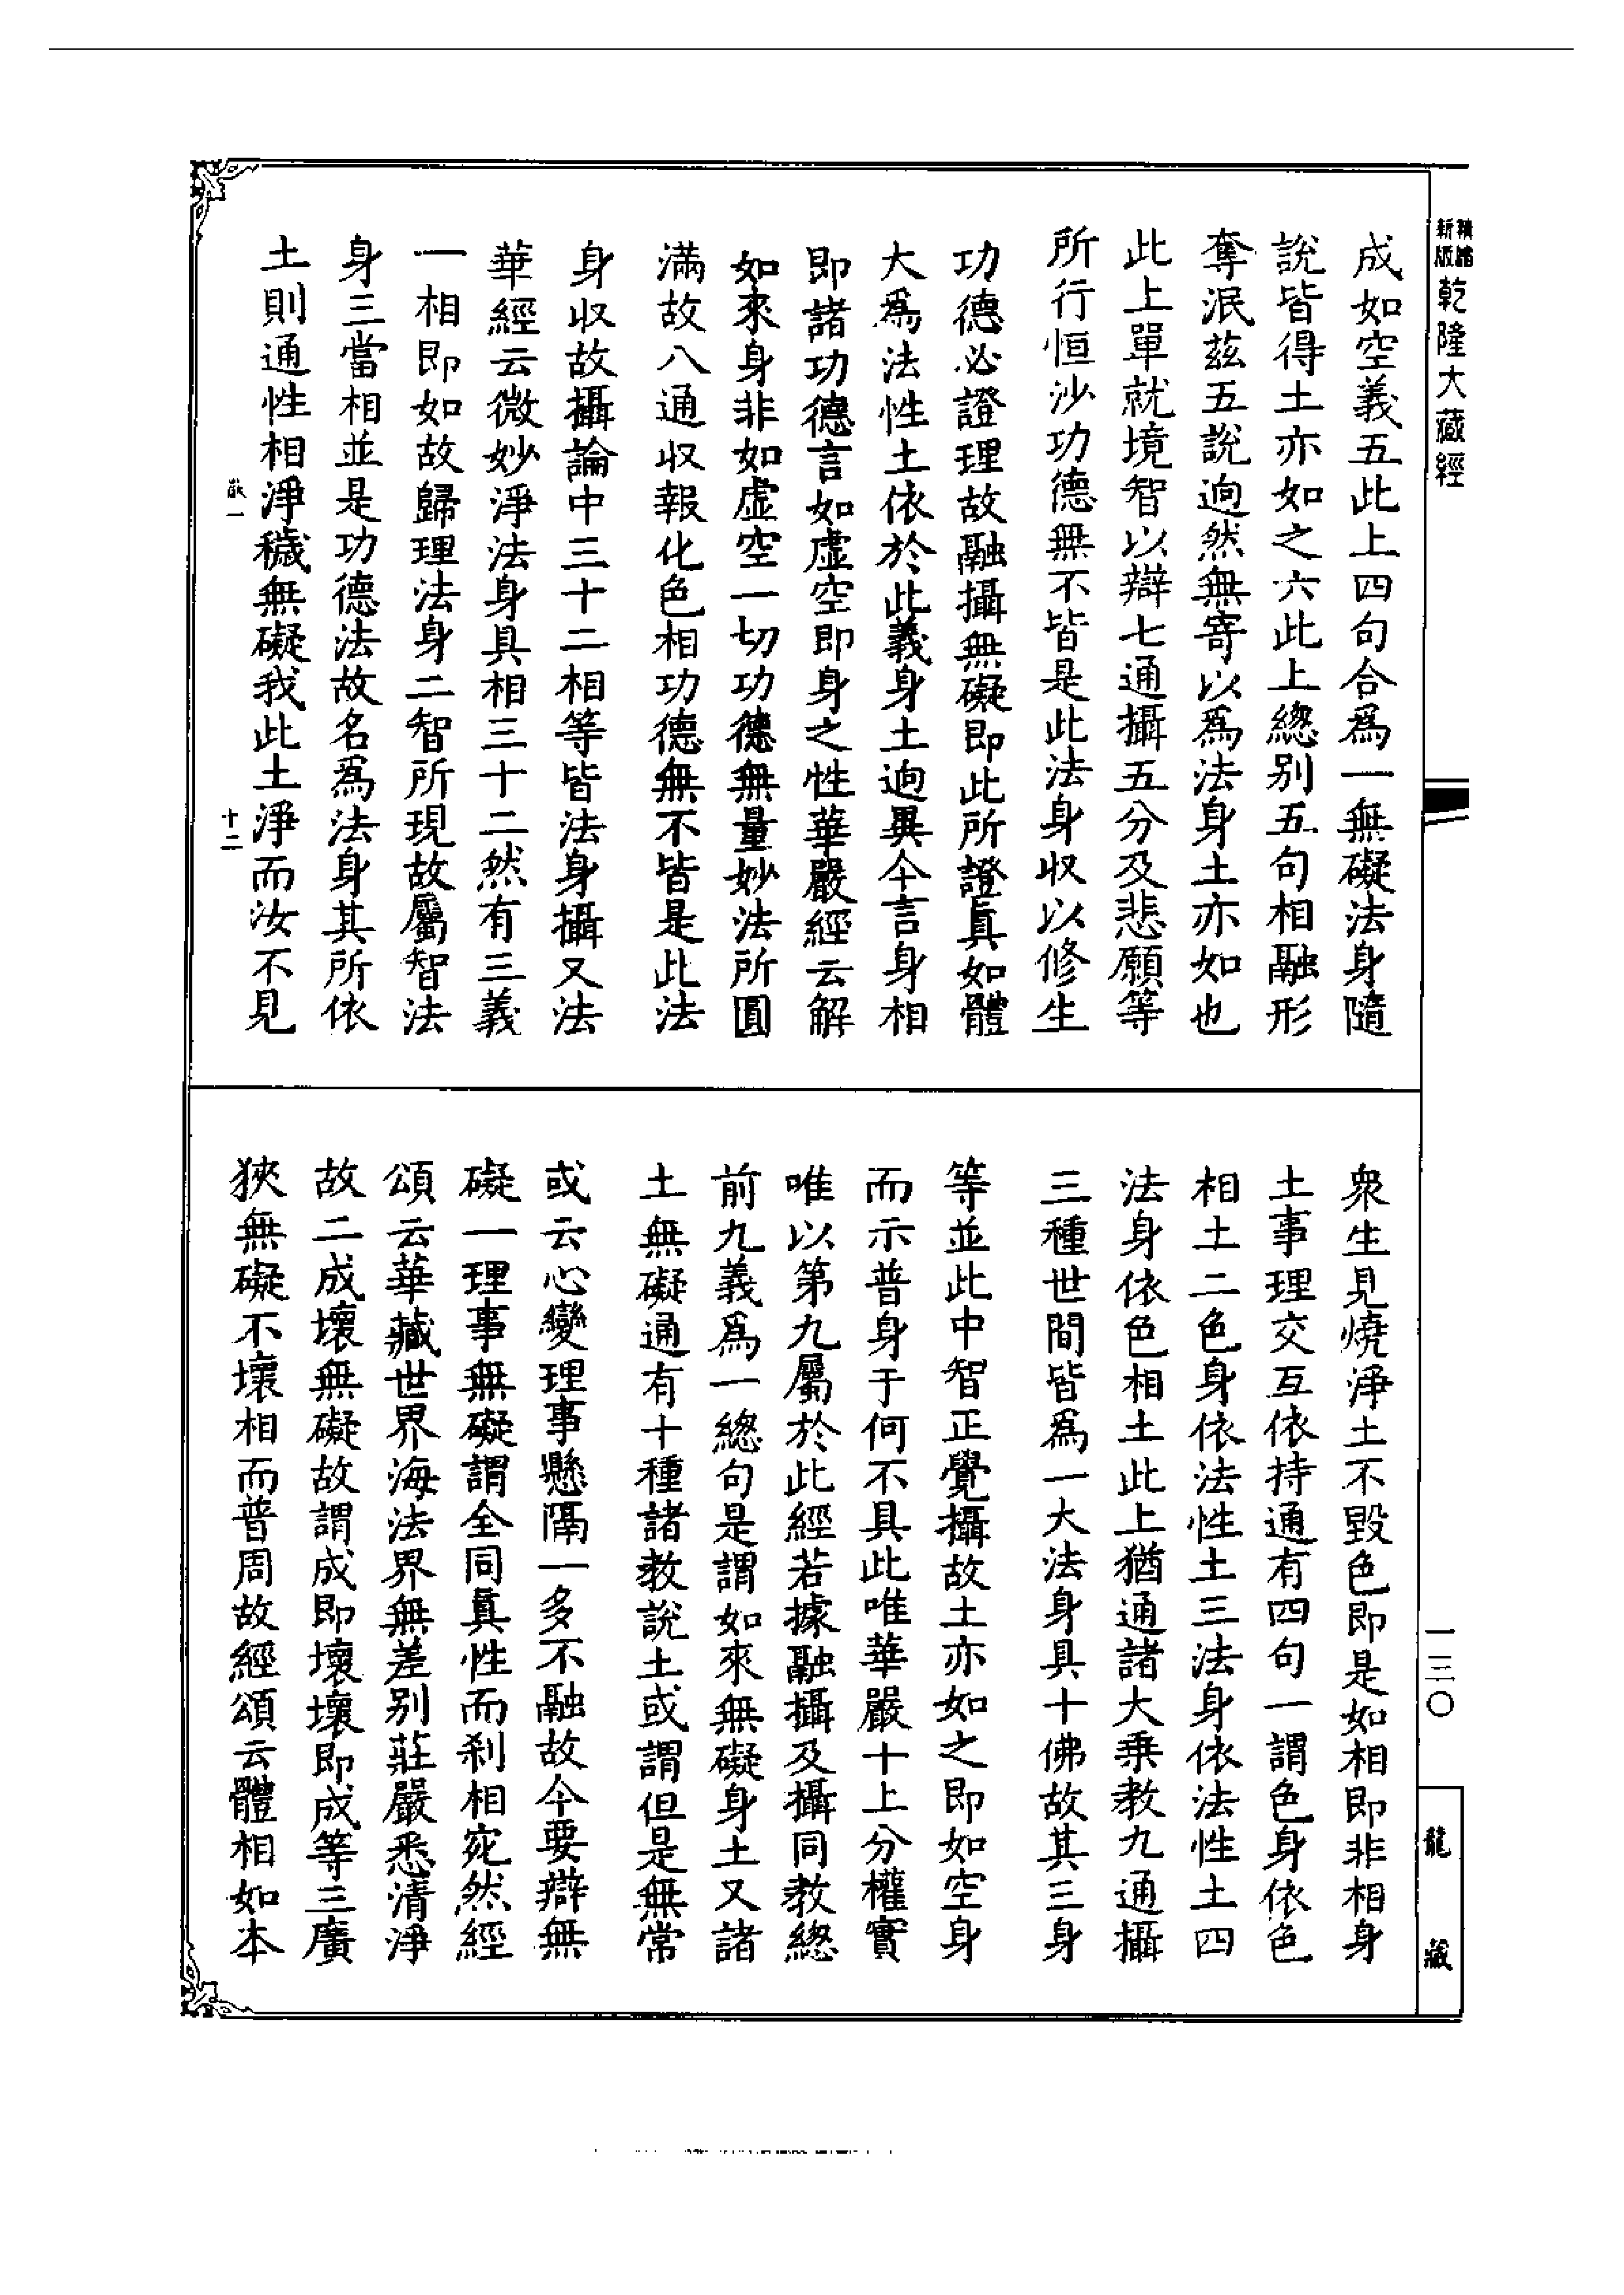 新版
精縮
乾隆大藏經
成如空義五此上四句合爲一無礙法身隨
說皆得土亦如之六此上總别五句相融形
奪泯茲五說逈然無寄以爲法身土亦如也
此上單就境智以辯七通攝五分及悲願等
所行恒沙功德無不皆是此法身收以修生
功德必證理故融攝無礙即此所證真如體
大爲法性土依於此義身土逈異今言身相
即諸功德言如虛空即身之性華嚴經云解
如來身非如虛空一切功德無量妙法所圓
滿故八通收報化色相功德無不皆是此法
身收故攝論中三十二相等皆法身攝又法
華經云微妙淨法身具相三十二然有三義
一相即如故歸理法身二智所現故屬智法
身三當相並是功德法故名爲法身其所依
土則通性相淨穢無礙我此土淨而汝不見
十二
衆生見燒淨土不毀色即是如相即非相身
土事理交互依持通有四句一謂色身依色
相土二色身依法性土三法身依法性土四
法身依色相土此上猶通諸大乗教九通攝
三種世間皆爲一大法身具十佛故其三身
等並此中智正覺攝故土亦如之即如空身
而示普身于何不具此唯華嚴十上分權實
唯以第九屬於此經若據融攝及攝同教總
前九義爲一總句是謂如來無礙身土又諸
土無礙通有十種諸教說土或謂但是無常
或云心變理事懸隔一多不融故今要辯無
礙一理事無礙謂全同真性而刹相宛然經
頌云華藏世界海法界無差别莊嚴悉清淨
故二成壞無礙故謂成即壞壞即成等三廣
狹無礙不壞相而普周故經頌云體相如本
一三〇
龍藏